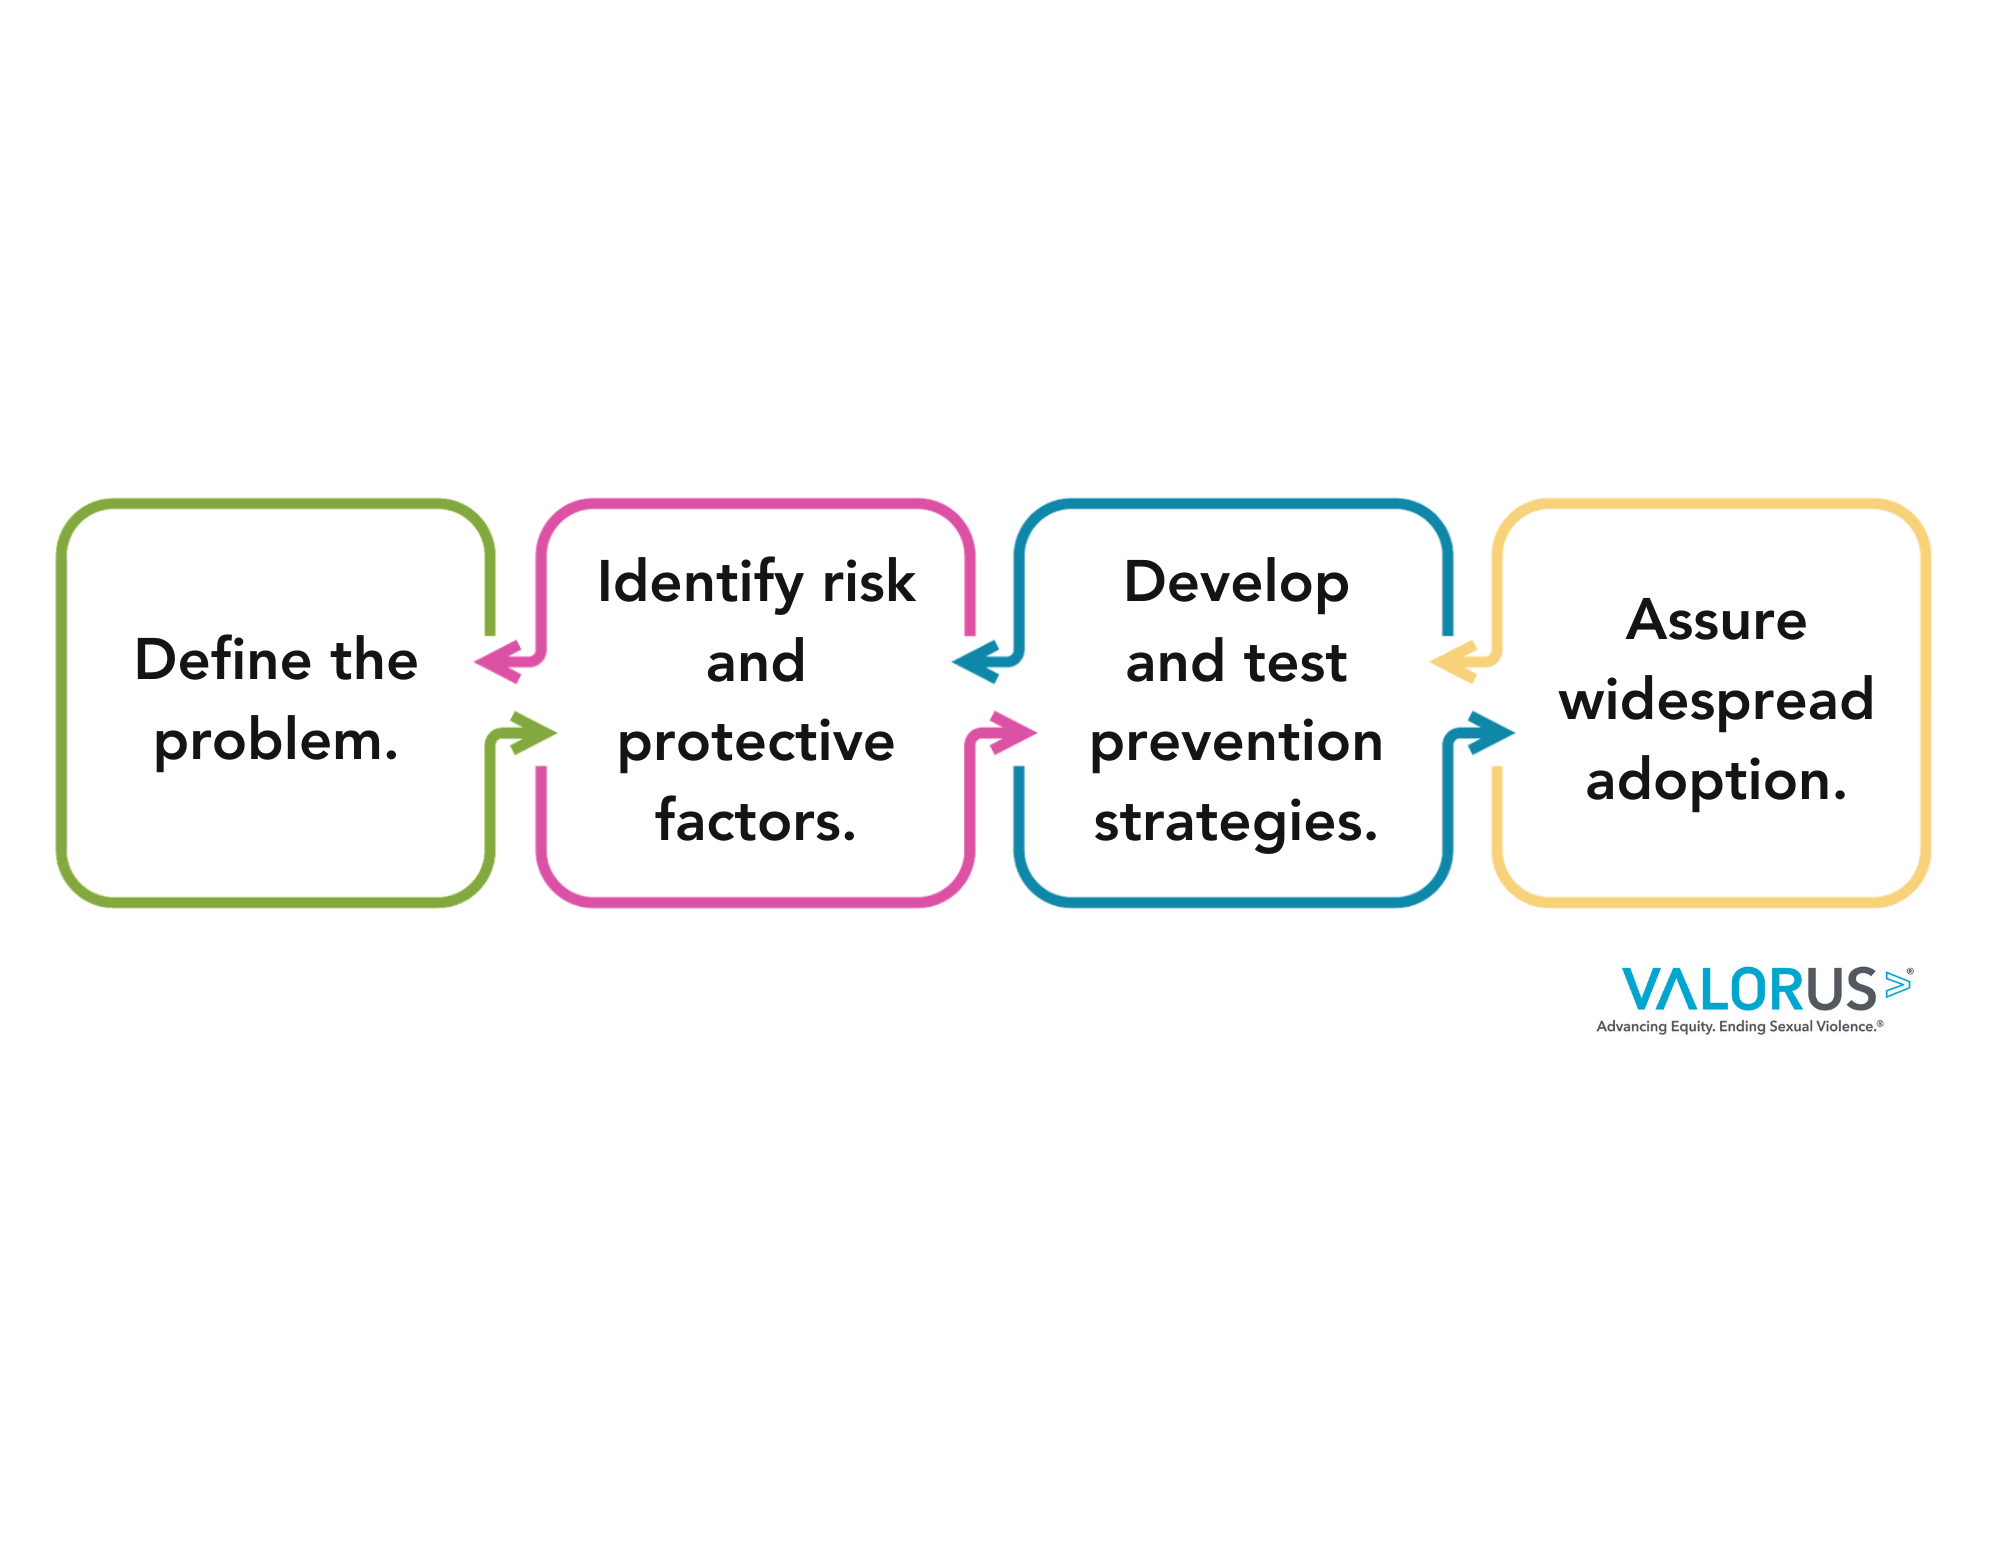 Define the
problem.
Identify risk
and
protective
factors.
Develop
and test
prevention
strategies.
Assure
widespread
adoption.
VALORUS®
Advancing Equity. Ending Sexual Violence.®